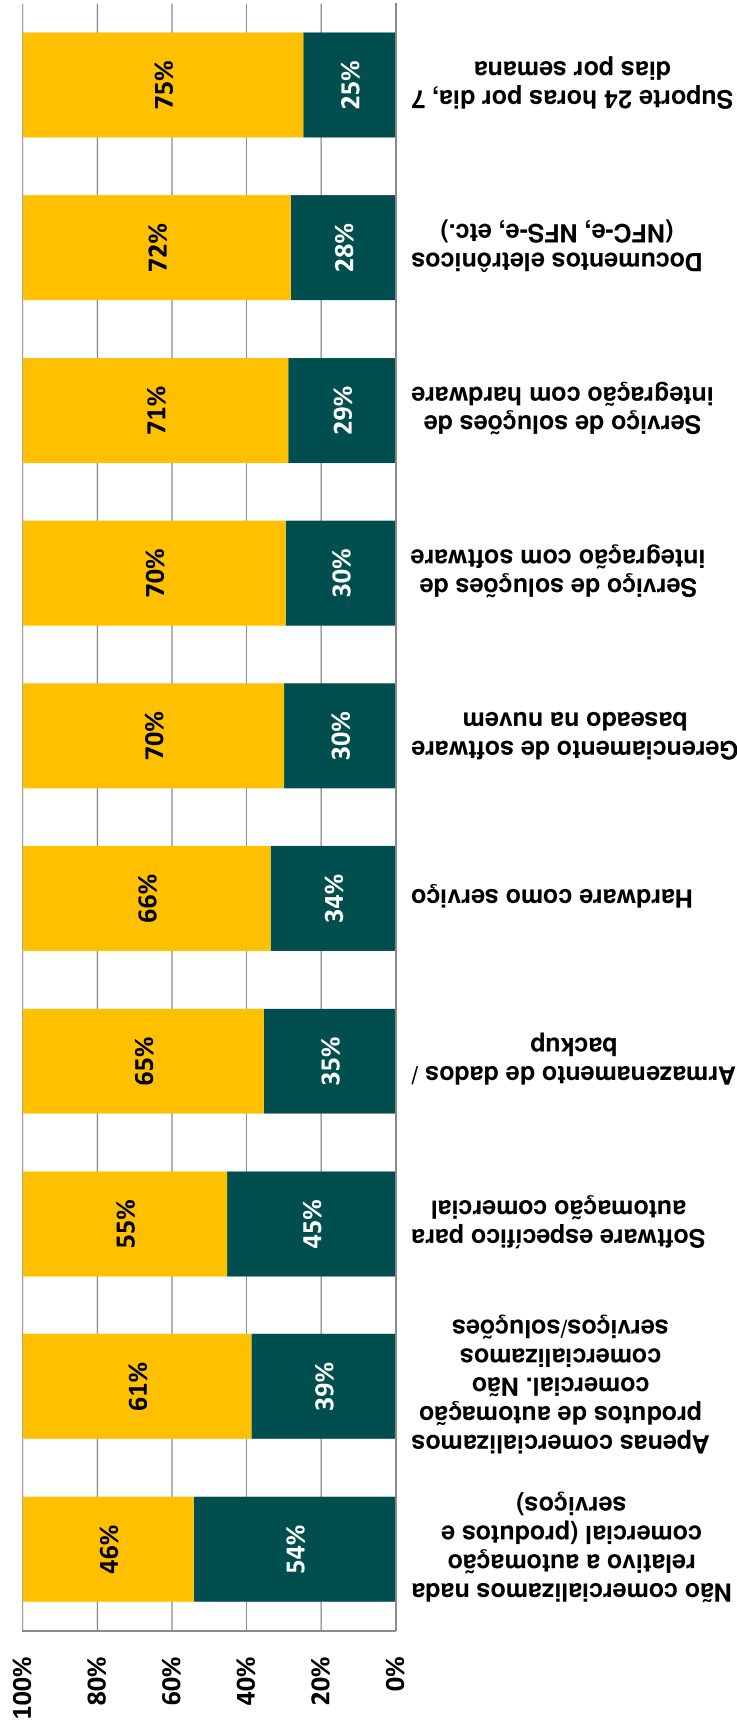 100%
80%
60%
40%
20%
0%
46%
54%
Não comercializamos nada
relativo a automação
comercial (produtos e
serviços)
61%
39%
Apenas comercializamos
produtos de automação
comercial. Não
comercializamos
serviços/soluções
55%
45%
Software específico para
automação comercial
65%
35%
Armazenamento de dados /
backup
66%
34%
Hardware como serviço
70%
30%
Gerenciamento de software
baseado na nuvem
70%
30%
Serviço de soluções de
integração com software
71%
29%
Serviço de soluções de
integração com hardware
72%
28%
Documentos eletrônicos
(NFC-e, NFS-e, etc.)
75%
25%
Suporte 24 horas por dia, 7
dias por semana